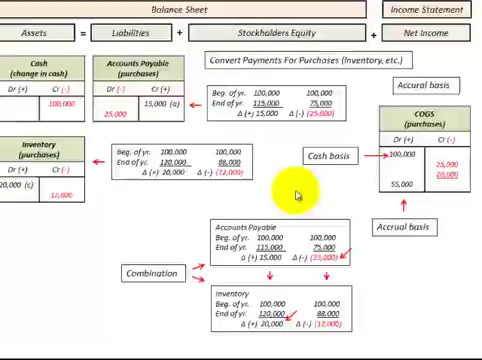 Balance Sheet
Income Statement
Assets = Liabilities + Stockholders Equity + Net Income
Convert Payments For Purchases (Inventory, etc.)
Cash
(change in cash)
Dr (+) Cr (-)
100,000
Accounts Payable
(purchases)
Dr (-) Cr (+)
15,000 (a)
25,000
Beg. of yr. 100,000 100,000
End of yr. 115,000 75,000
Δ (+) 15,000 Δ (-) (25,000)
Accural basis
COGS
(purchases)
Dr (+) Cr (-)
100,000
25,000
20,000
55,000
Inventory
(purchases)
Dr (+) Cr (-)
20,000 (c)
12,000
Beg. of yr. 100,000 100,000
End of yr. 120,000 88,000
Δ (+) 20,000 Δ (-) (12,000)
Cash basis
Accrual basis
Accounts Payable
Beg. of yr. 100,000 100,000
End of yr. 115,000 75,000
Δ (+) 15,000 Δ (-) (25,000)
Combination
Inventory
Beg. of yr. 100,000 100,000
End of yr. 120,000 88,000
Δ (+) 20,000 Δ (-) (12,000)